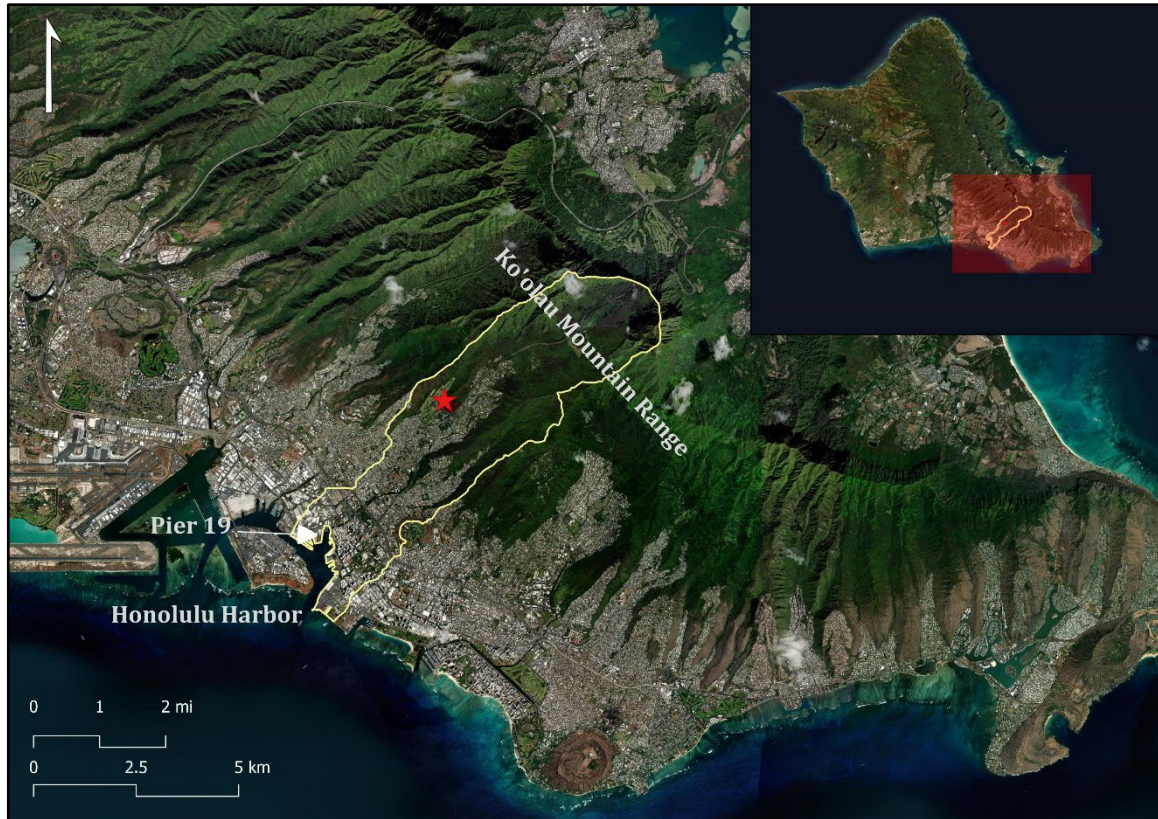 Ko'olau Mountain Range
Pier 19
Honolulu Harbor
0 1 2 mi
0 2.5 5 km